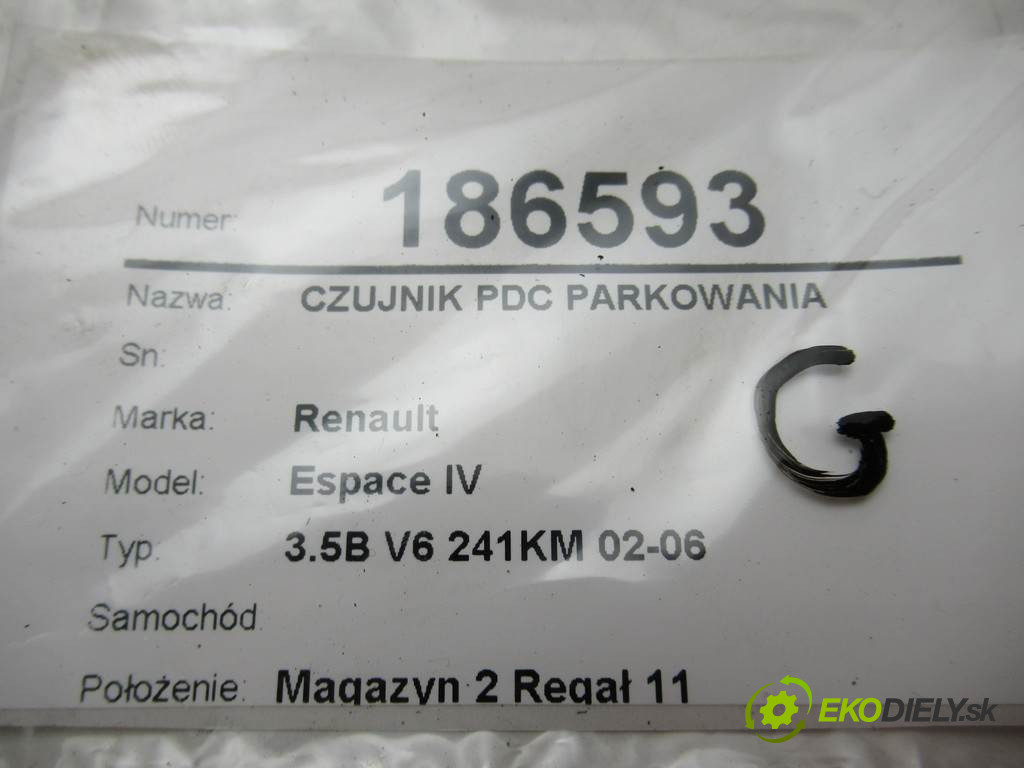 Numer: 186593
Nazwa: CZUJNIK PDC PARKOWANIA
Sn:
G
Marka: Renault
Model: Espace IV
Typ: 3.5B V6 241KM 02-06
Samochód:
Położenie: Magazyn 2 Regał 11
EKODIELY.sk